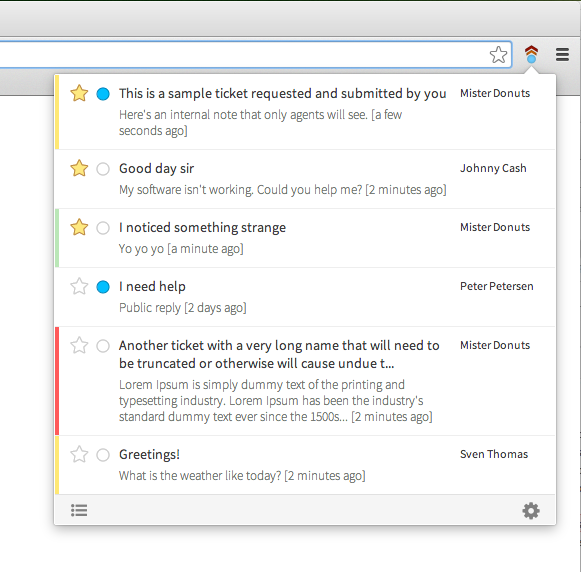 This is a sample ticket requested and submitted by you Mister Donuts
Here's an internal note that only agents will see. [a few
seconds ago]
Good day sir Johnny Cash
My software isn't working. Could you help me? [2 minutes ago]
I noticed something strange Mister Donuts
Yo yo yo [a minute ago]
I need help Peter Petersen
Public reply [2 days ago]
Another ticket with a very long name that will need to Mister Donuts
be truncated or otherwise will cause undue t...
Lorem Ipsum is simply dummy text of the printing and
typesetting industry. Lorem Ipsum has been the industry's
standard dummy text ever since the 1500s... [2 minutes ago]
Greetings! Sven Thomas
What is the weather like today? [2 minutes ago]